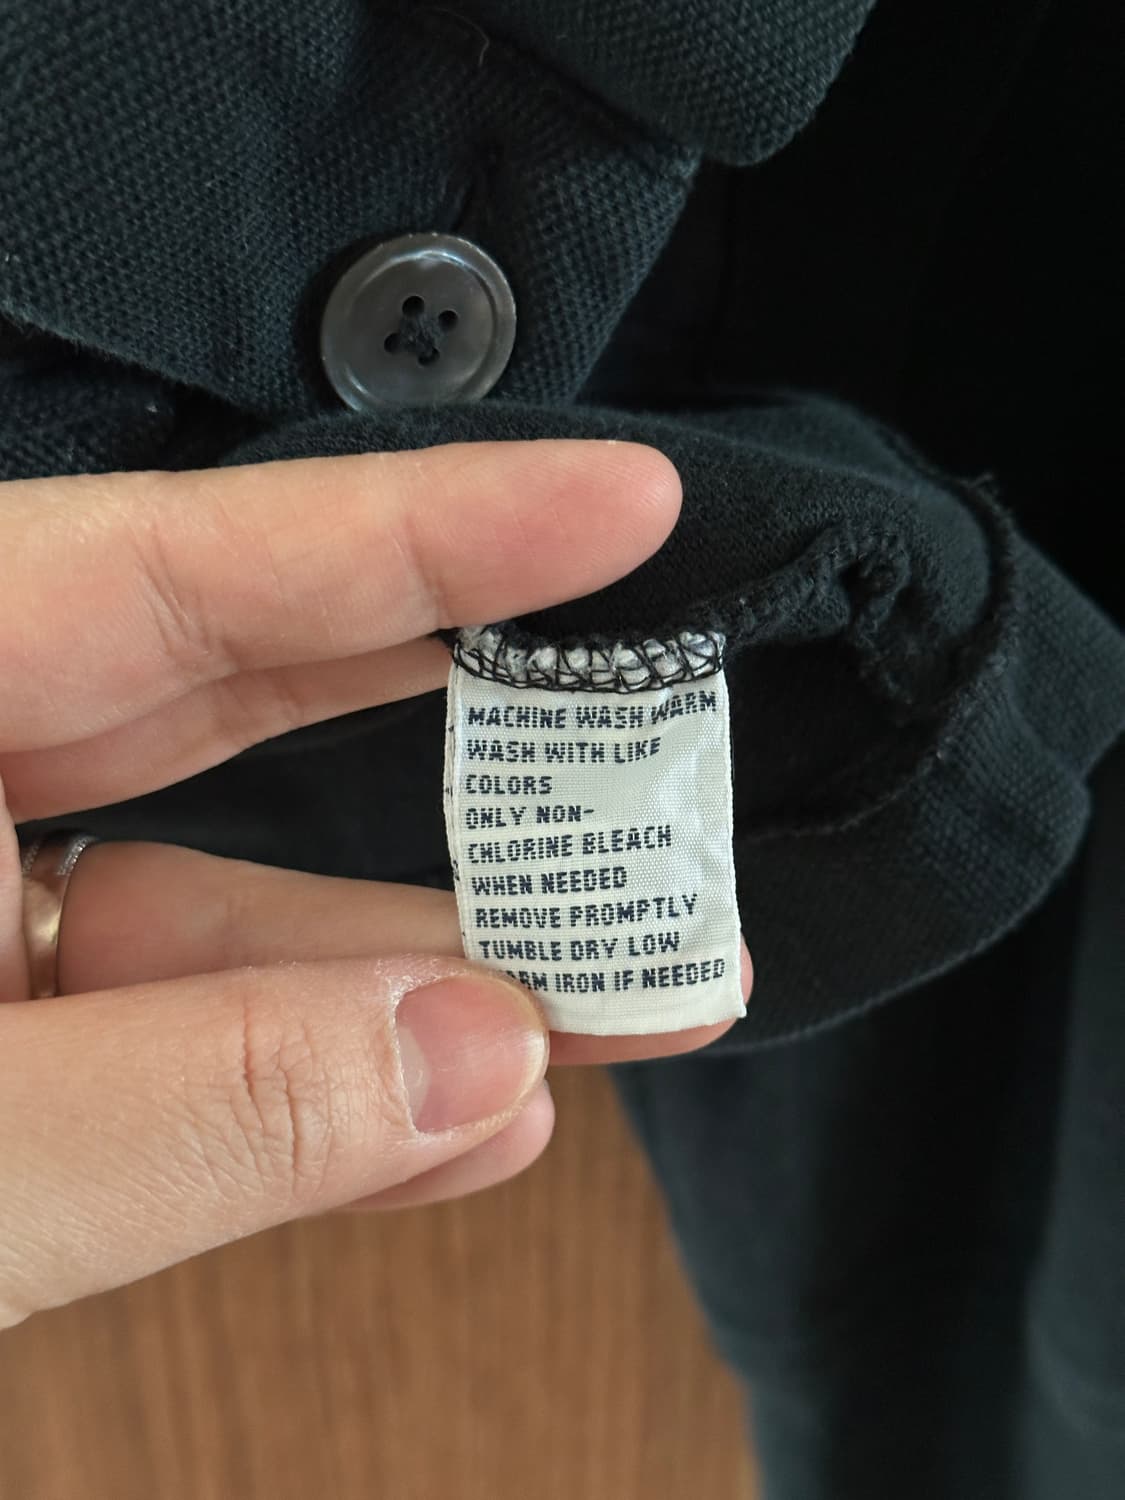 MACHINE WASH WARM
WASH WITH LIKE
COLORS
ONLY NON-
CHLORINE BLEACH
WHEN NEEDED
REMOVE PROMPTLY
TUMBLE DRY LOW
IRON IF NEEDED